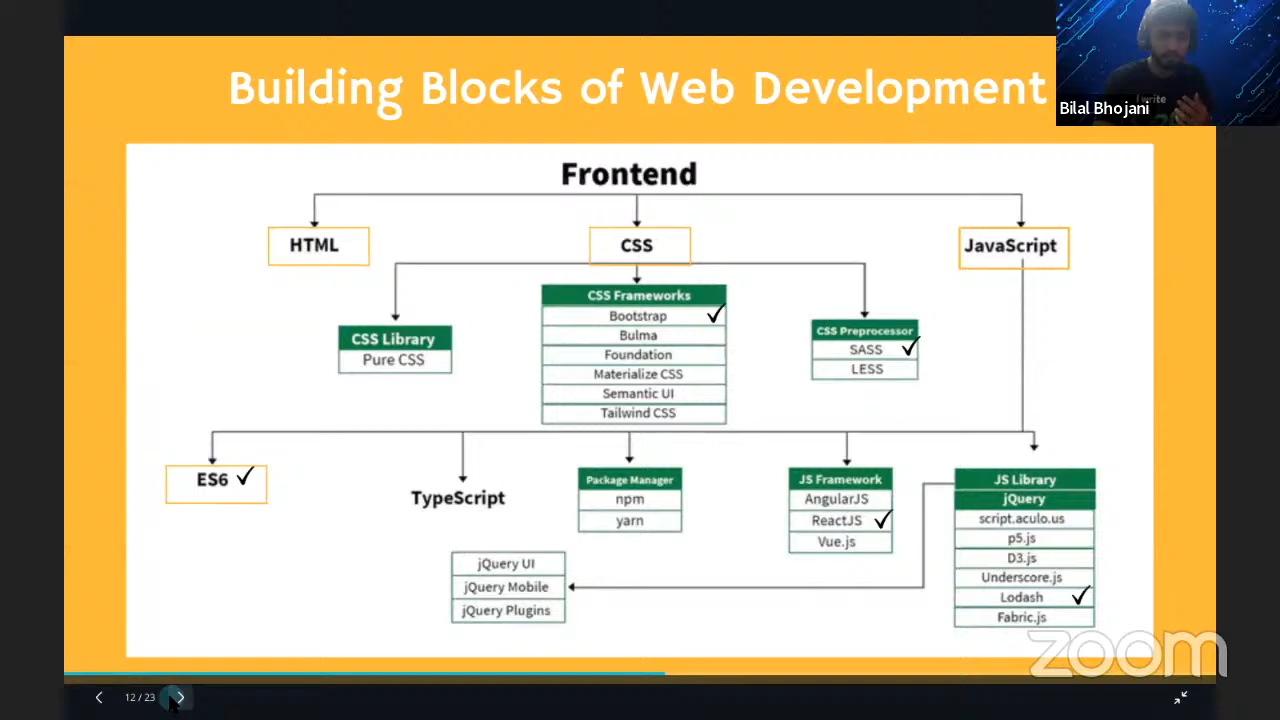 Building Blocks of Web Development
write
Bilal Bhojani
Frontend
HTML
CSS
JavaScript
CSS Library
Pure CSS
CSS Frameworks
Bootstrap
Bulma
Foundation
Materialize CSS
Semantic UI
Tailwind CSS
CSS Preprocessor
SASS
LESS
ES6
TypeScript
Package Manager
npm
yarn
JS Framework
AngularJS
ReactJS
Vue.js
JS Library
jQuery
script.aculo.us
p5.js
D3.js
Underscore.js
Lodash
Fabric.js
jQuery UI
jQuery Mobile
jQuery Plugins
zoom
12 / 23